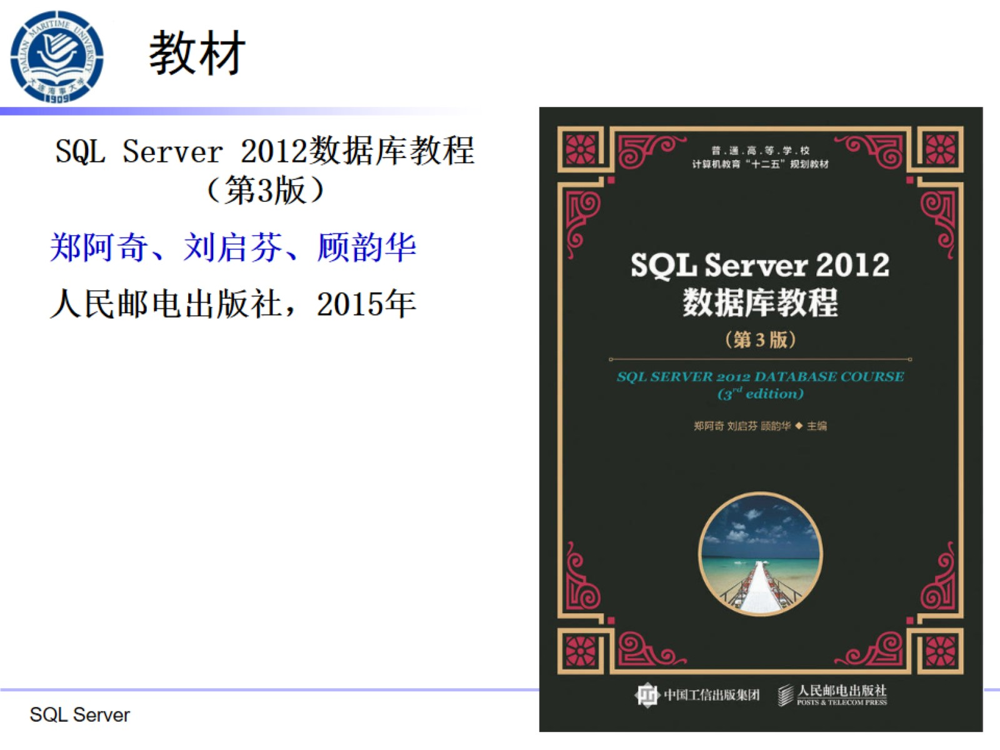 DALIAN MARITIME UNIVERSITY
大连海事大学
1909
教材
SQL Server 2012数据库教程
（第3版）
郑阿奇、刘启芬、顾韵华
人民邮电出版社，2015年
普.通.高.等.学.校
计算机教育“十二五”规划教材
SQL Server 2012
数据库教程
（第3版）
SQL SERVER 2012 DATABASE COURSE
(3rd edition)
郑阿奇 刘启芬 顾韵华 ◆ 主编
中国工信出版集团
人民邮电出版社
POSTS & TELECOM PRESS
SQL Server